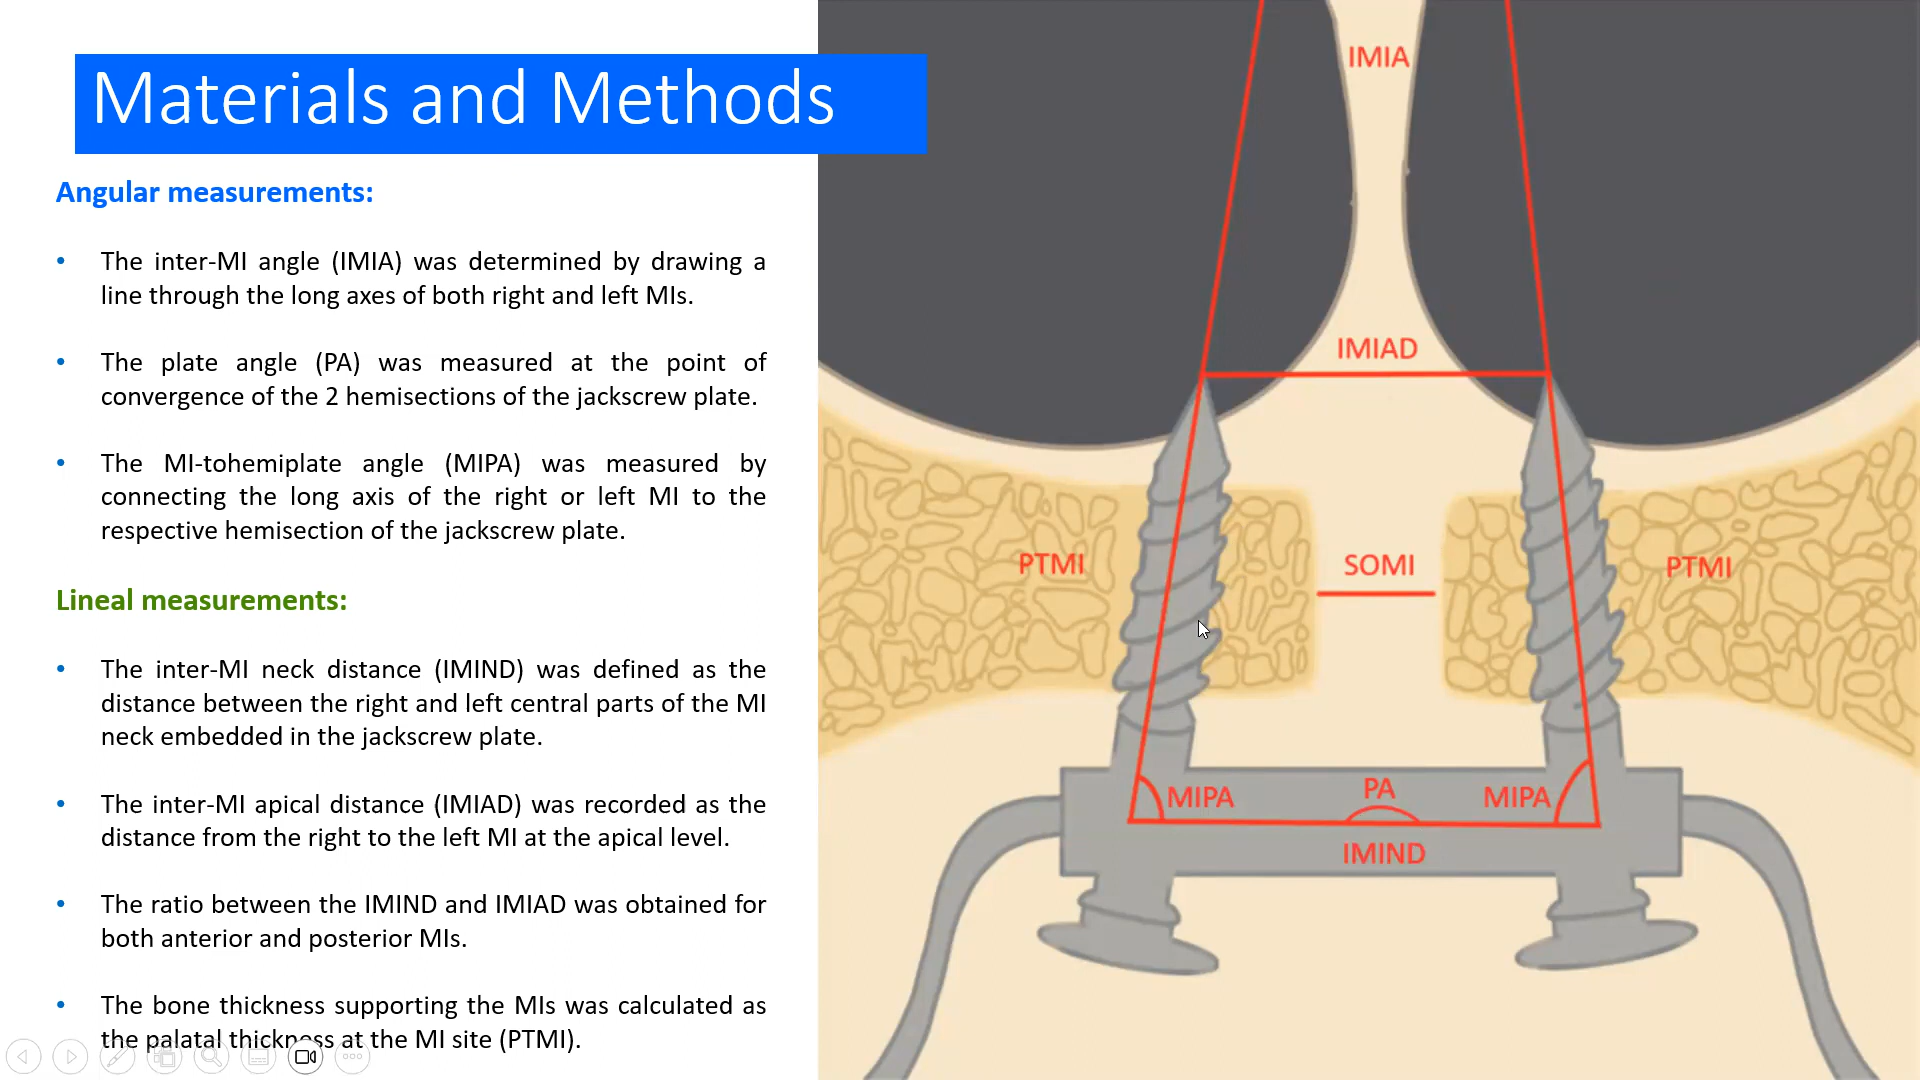 Materials and Methods
Angular measurements:
• The inter-MI angle (IMIA) was determined by drawing a
line through the long axes of both right and left MIs.
• The plate angle (PA) was measured at the point of
convergence of the 2 hemisections of the jackscrew plate.
• The MI-tohemiplate angle (MIPA) was measured by
connecting the long axis of the right or left MI to the
respective hemisection of the jackscrew plate.
Lineal measurements:
• The inter-MI neck distance (IMIND) was defined as the
distance between the right and left central parts of the MI
neck embedded in the jackscrew plate.
• The inter-MI apical distance (IMIAD) was recorded as the
distance from the right to the left MI at the apical level.
• The ratio between the IMIND and IMIAD was obtained for
both anterior and posterior MIs.
• The bone thickness supporting the MIs was calculated as
the palatal thickness at the MI site (PTMI).
IMIA
IMIAD
PTMI
SOMI
PTMI
MIPA
PA
MIPA
IMIND